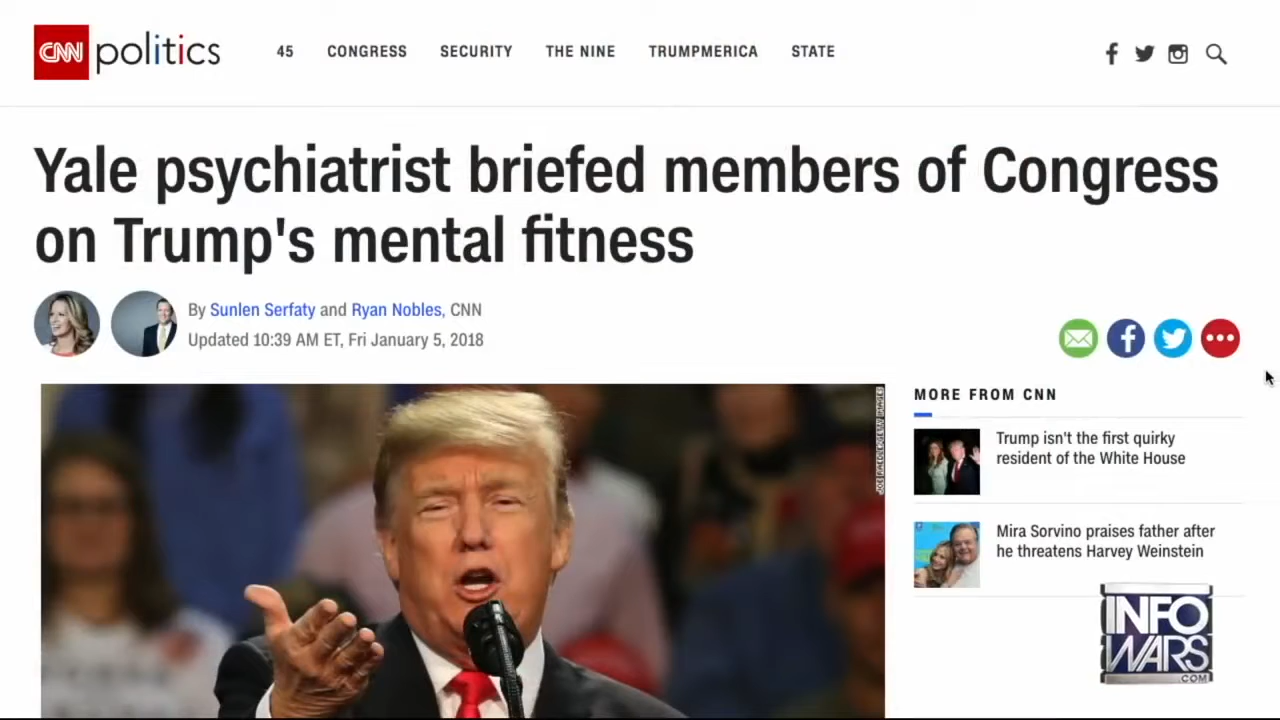 CNN politics
45 CONGRESS SECURITY THE NINE TRUMPMERICA STATE
Yale psychiatrist briefed members of Congress
on Trump's mental fitness
By Sunlen Serfaty and Ryan Nobles, CNN
Updated 10:39 AM ET, Fri January 5, 2018
MORE FROM CNN
Trump isn't the first quirky
resident of the White House
Mira Sorvino praises father after
he threatens Harvey Weinstein
INFO
WARS
.COM